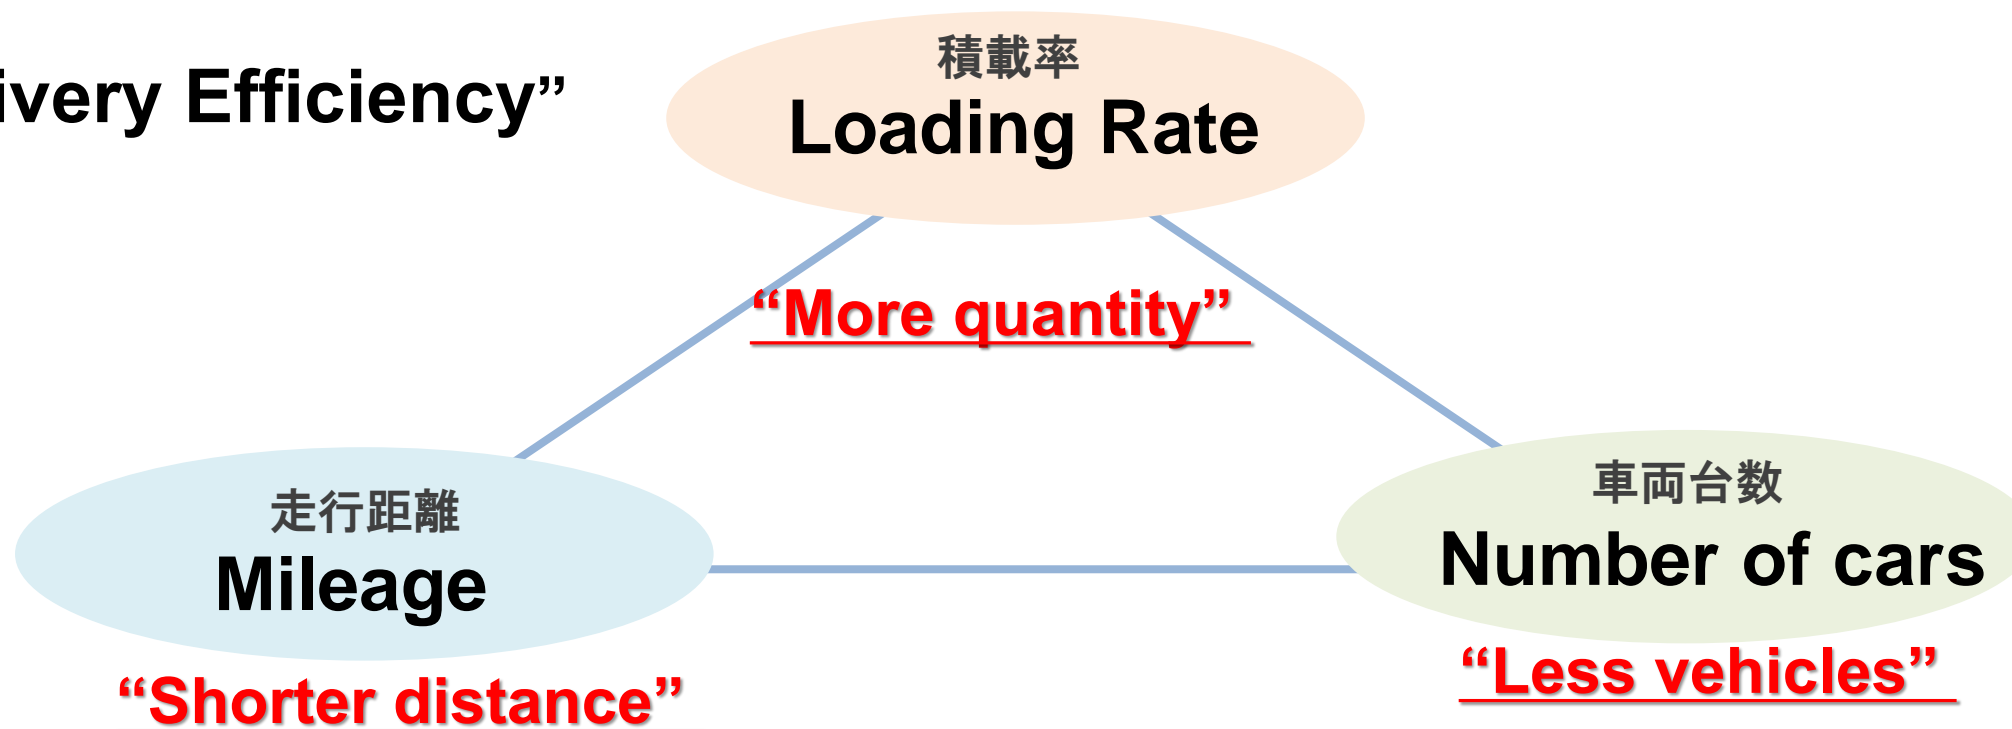 ivery Efficiency”
積載率
Loading Rate
“More quantity”
走行距離
Mileage
“Shorter distance”
車両台数
Number of cars
“Less vehicles”